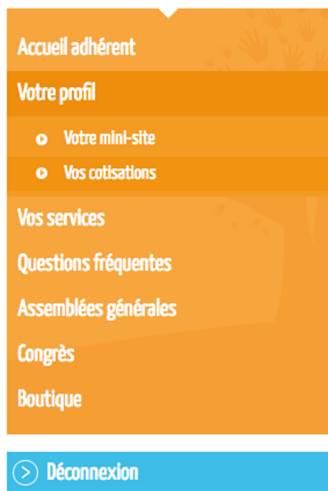 Accueil adhérent
Votre profil
Votre mini-site
Vos cotisations
Vos services
Questions fréquentes
Assemblées générales
Congrès
Boutique
Déconnexion